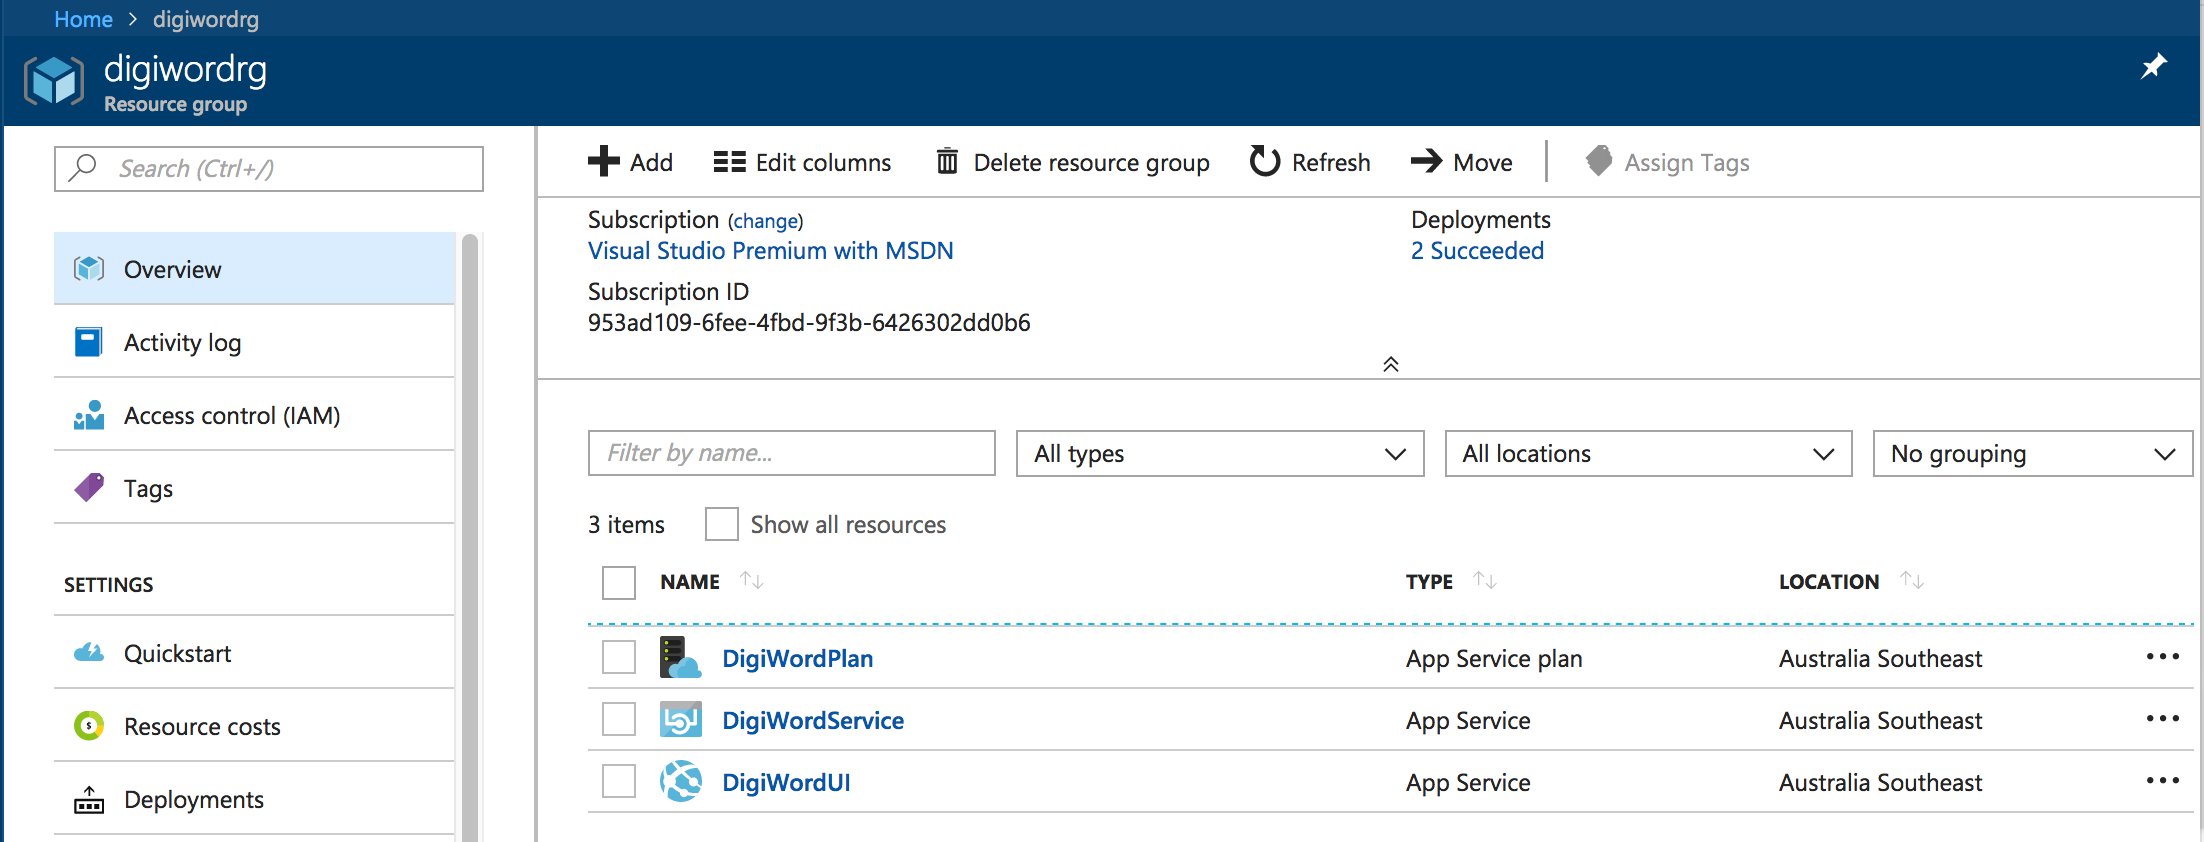 Home > digiwordrg
digiwordrg
Resource group
Search (Ctrl+/)
Overview
Activity log
Access control (IAM)
Tags
SETTINGS
Quickstart
Resource costs
Deployments
Add Edit columns Delete resource group Refresh Move Assign Tags
Subscription (change) Deployments
Visual Studio Premium with MSDN 2 Succeeded
Subscription ID
953ad109-6fee-4fbd-9f3b-6426302dd0b6
Filter by name... All types All locations No grouping
3 items Show all resources
NAME TYPE LOCATION
DigiWordPlan App Service plan Australia Southeast
DigiWordService App Service Australia Southeast
DigiWordUI App Service Australia Southeast